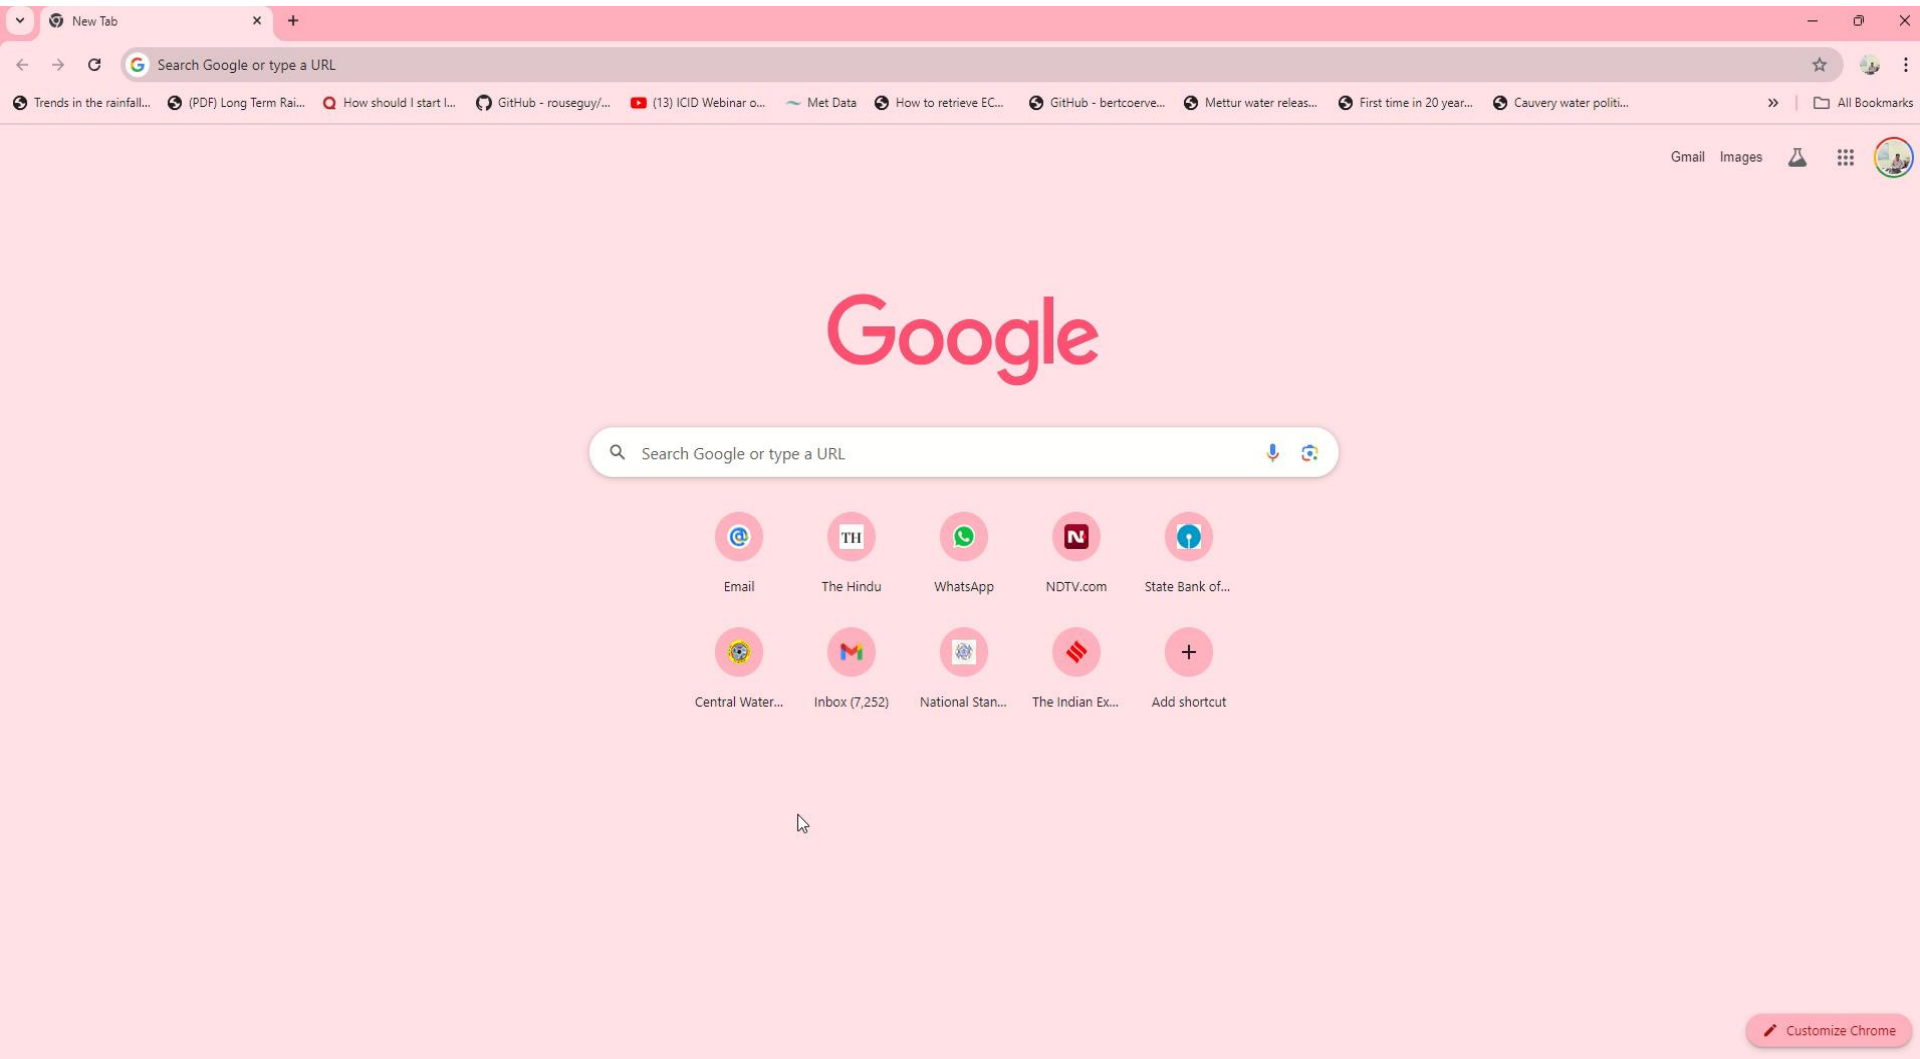 New Tab
Search Google or type a URL
Trends in the rainfall... (PDF) Long Term Rai... How should I start I... GitHub - rouseguy/... (13) ICID Webinar o... Met Data How to retrieve EC... GitHub - bertcoerve... Mettur water releas... First time in 20 year... Cauvery water politi... » All Bookmarks
Gmail Images
Google
Search Google or type a URL
Email The Hindu WhatsApp NDTV.com State Bank of...
Central Water... Inbox (7,252) National Stan... The Indian Ex... Add shortcut
Customize Chrome